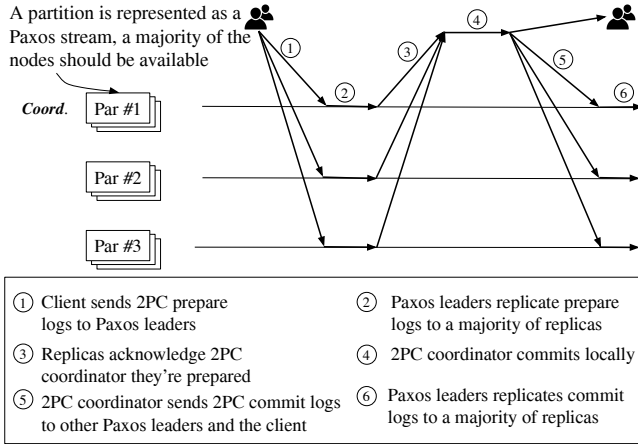 A partition is represented as a
Paxos stream, a majority of the
nodes should be available
1
2
3
4
5
6
Coord.
Par #1
Par #2
Par #3
1 Client sends 2PC prepare
logs to Paxos leaders
2 Paxos leaders replicate prepare
logs to a majority of replicas
3 Replicas acknowledge 2PC
coordinator they're prepared
4 2PC coordinator commits locally
5 2PC coordinator sends 2PC commit logs
to other Paxos leaders and the client
6 Paxos leaders replicates commit
logs to a majority of replicas